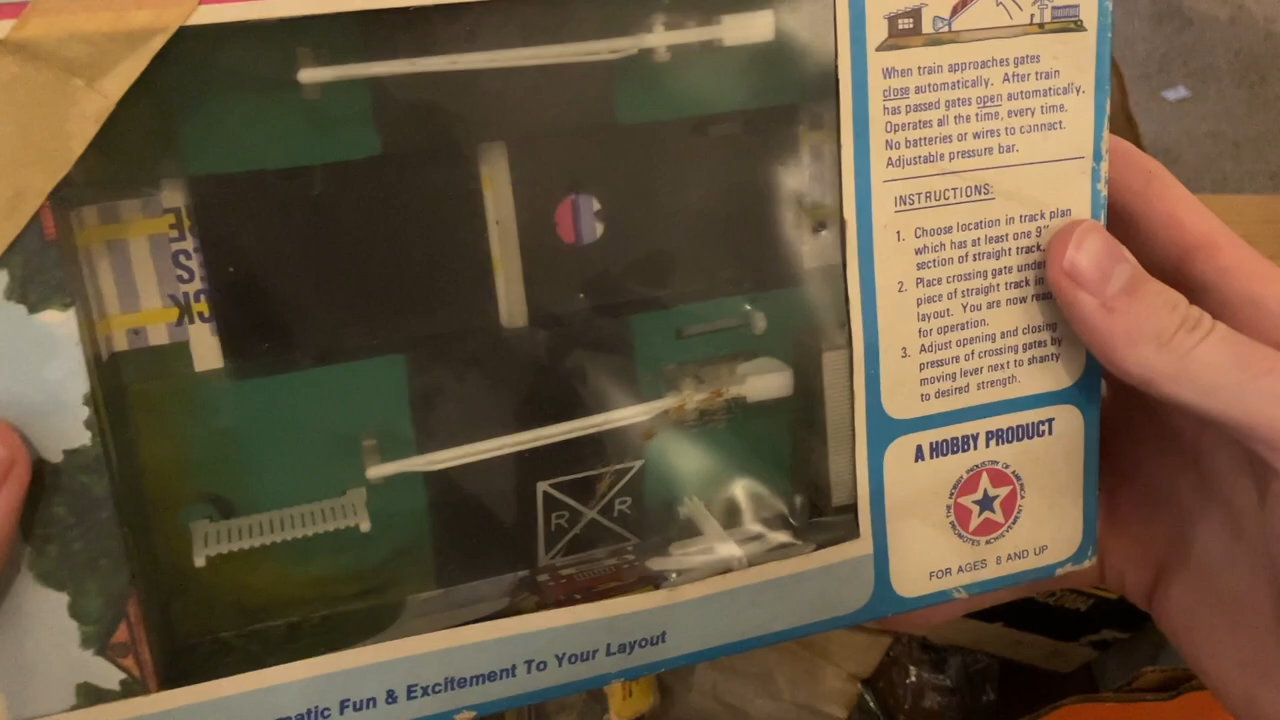 When train approaches gates
close automatically. After train
has passed gates open automatically.
Operates all the time, every time.
No batteries or wires to connect.
Adjustable pressure bar.
INSTRUCTIONS:
1. Choose location in track plan
which has at least one 9"
section of straight track.
2. Place crossing gate under
piece of straight track in
layout. You are now
for operation.
3. Adjust opening and closing
pressure of crossing gates by
moving lever next to shanty
to desired strength.
A HOBBY PRODUCT
THE HOBBY INDUSTRY OF AMERICA
PROMOTES ACHIEVEMENT
FOR AGES 8 AND UP
R R
Fun & Excitement To Your Layout